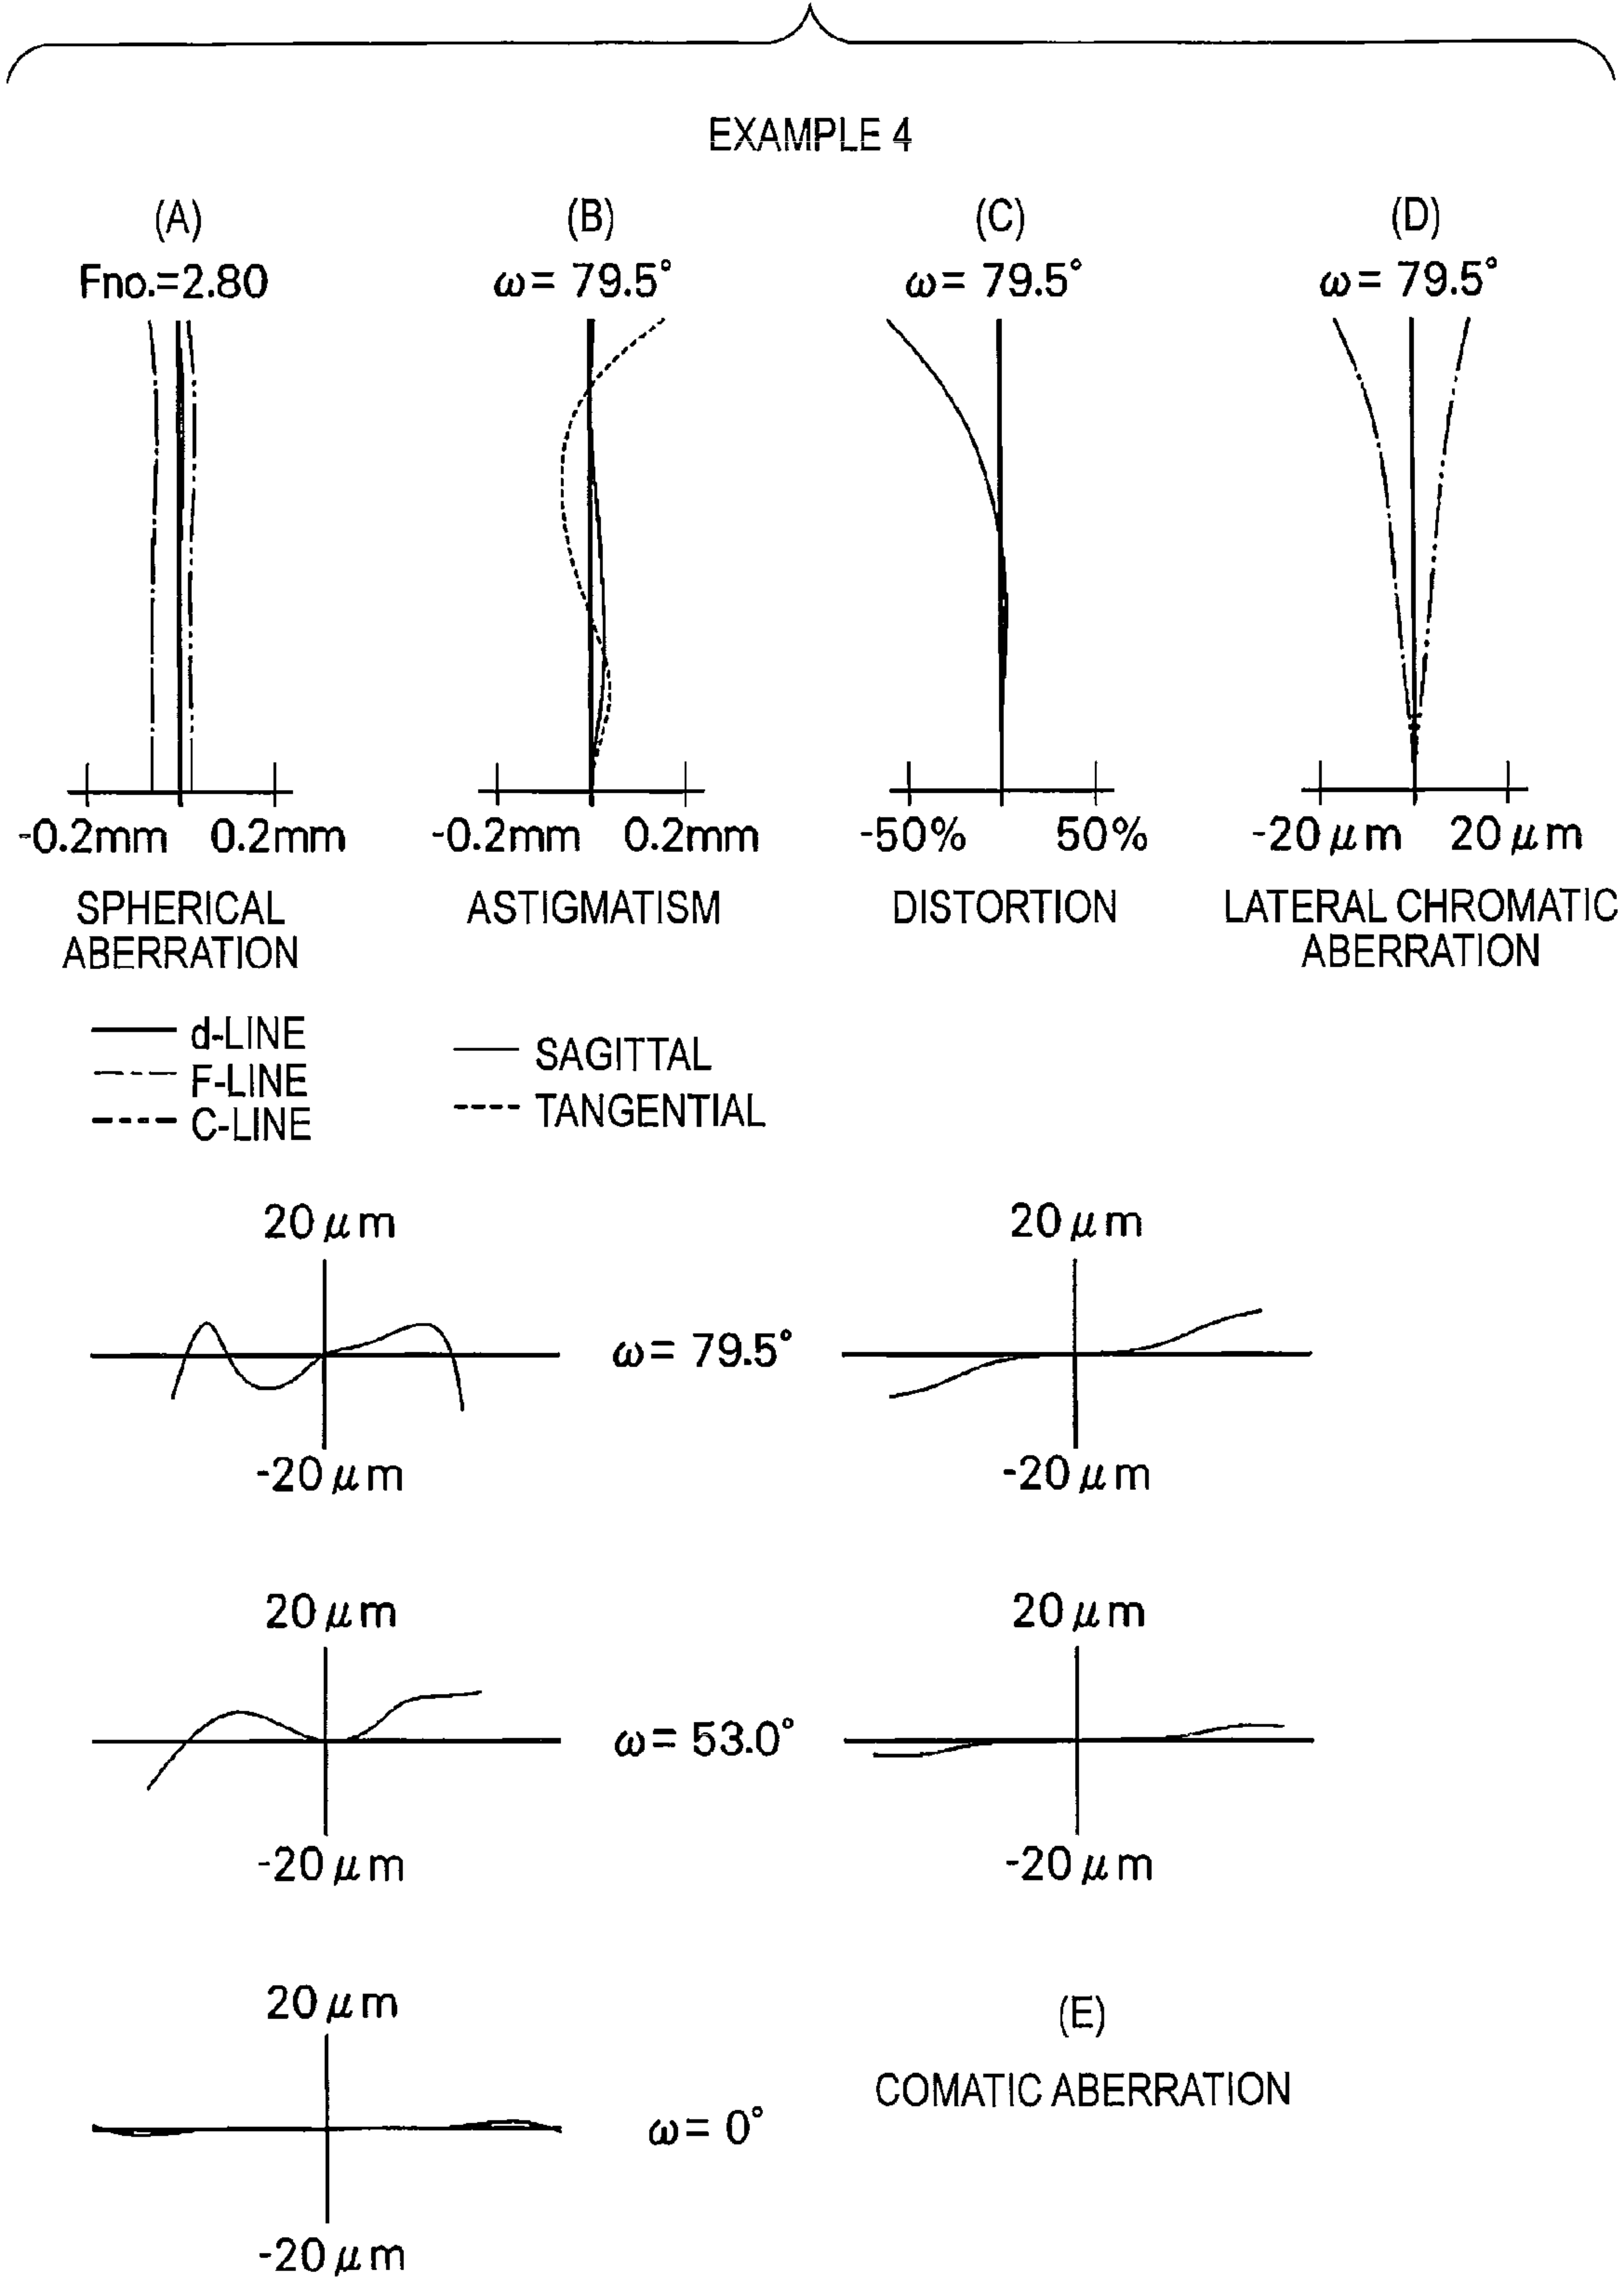 EXAMPLE 4
(A)
(B)
(C)
(D)
Fno.=2.80
ω= 79.5°
ω= 79.5°
ω= 79.5°
-0.2mm 0.2mm
-0.2mm 0.2mm
-50% 50%
-20μm 20μm
SPHERICAL
ABERRATION
ASTIGMATISM
DISTORTION
LATERAL CHROMATIC
ABERRATION
d-LINE
F-LINE
C-LINE
SAGITTAL
TANGENTIAL
20μm
20μm
ω= 79.5°
-20μm
-20μm
20μm
20μm
ω= 53.0°
-20μm
-20μm
20μm
ω= 0°
-20μm
(E)
COMATIC ABERRATION